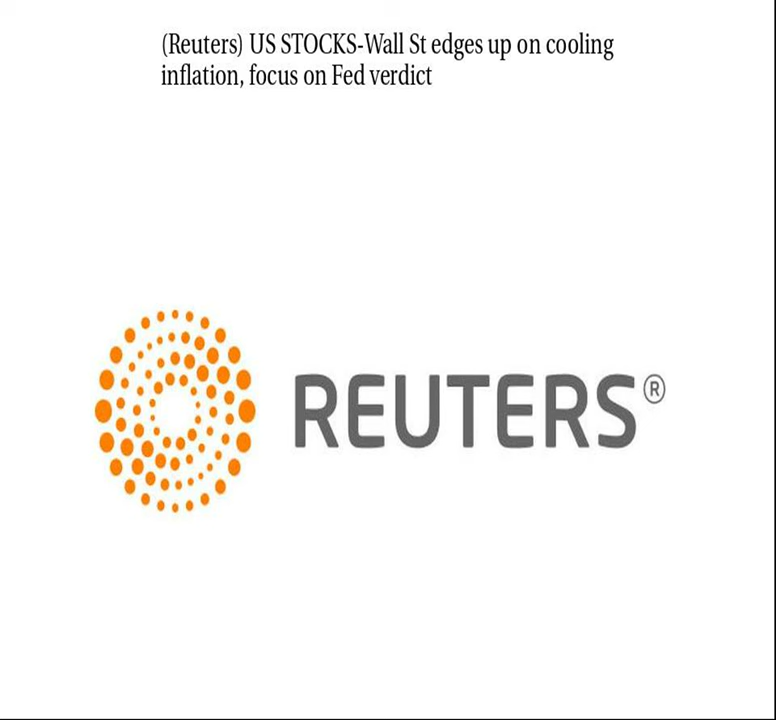 (Reuters) US STOCKS-Wall St edges up on cooling
inflation, focus on Fed verdict
REUTERS®